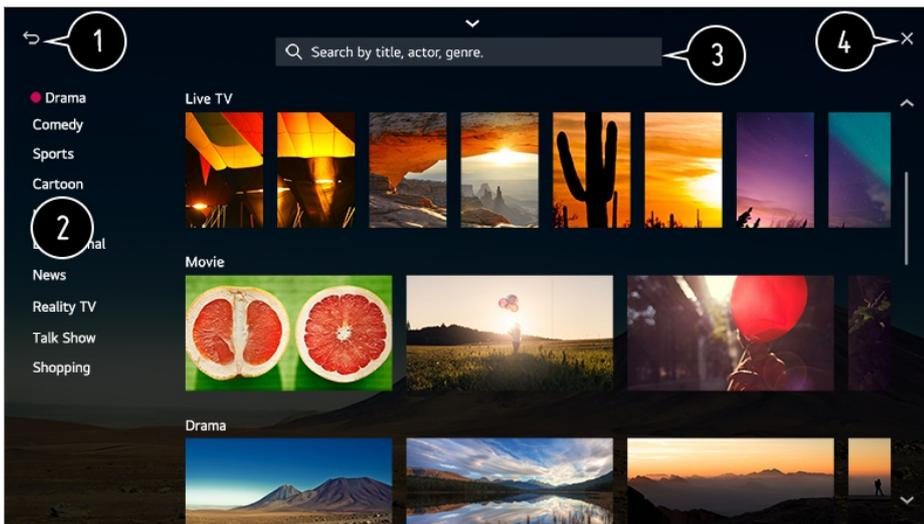 1
4
3
Search by title, actor, genre.
Drama
Comedy
Sports
Cartoon
2
News
Reality TV
Talk Show
Shopping
Live TV
Movie
Drama